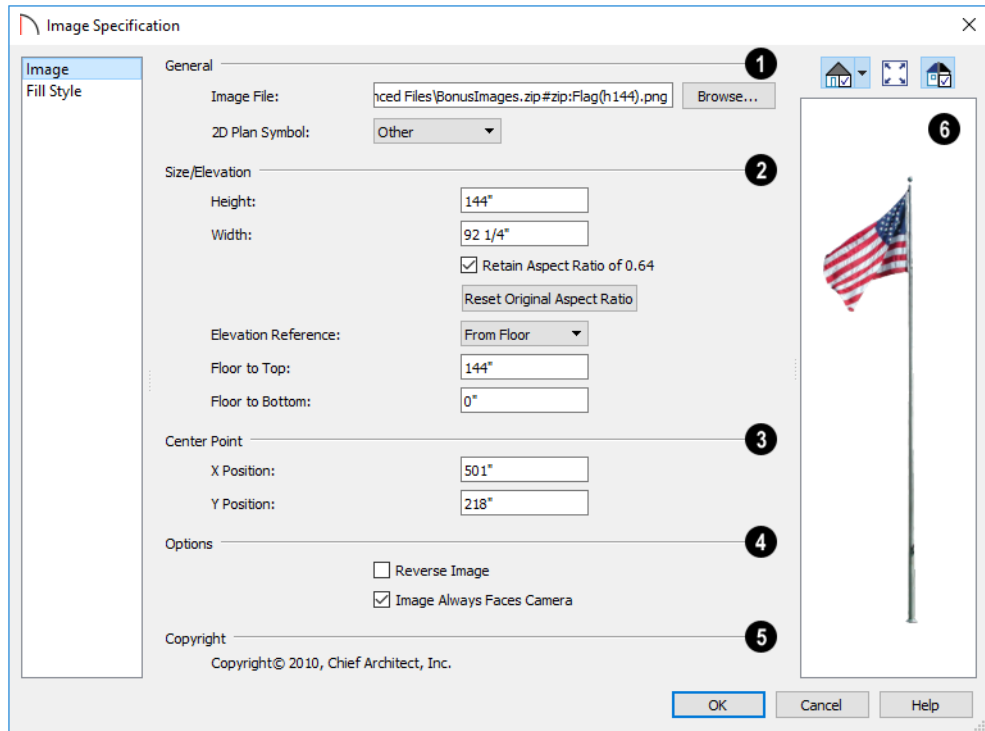 Image Specification
Image
Fill Style
General
1
Image File:
nced Files\BonusImages.zip#zip:Flag(h144).png
Browse...
2D Plan Symbol:
Other
Size/Elevation
2
Height:
144"
Width:
92 1/4"
Retain Aspect Ratio of 0.64
Reset Original Aspect Ratio
Elevation Reference:
From Floor
Floor to Top:
144"
Floor to Bottom:
0"
Center Point
3
X Position:
501"
Y Position:
218"
Options
4
Reverse Image
Image Always Faces Camera
Copyright
5
Copyright© 2010, Chief Architect, Inc.
6
OK
Cancel
Help